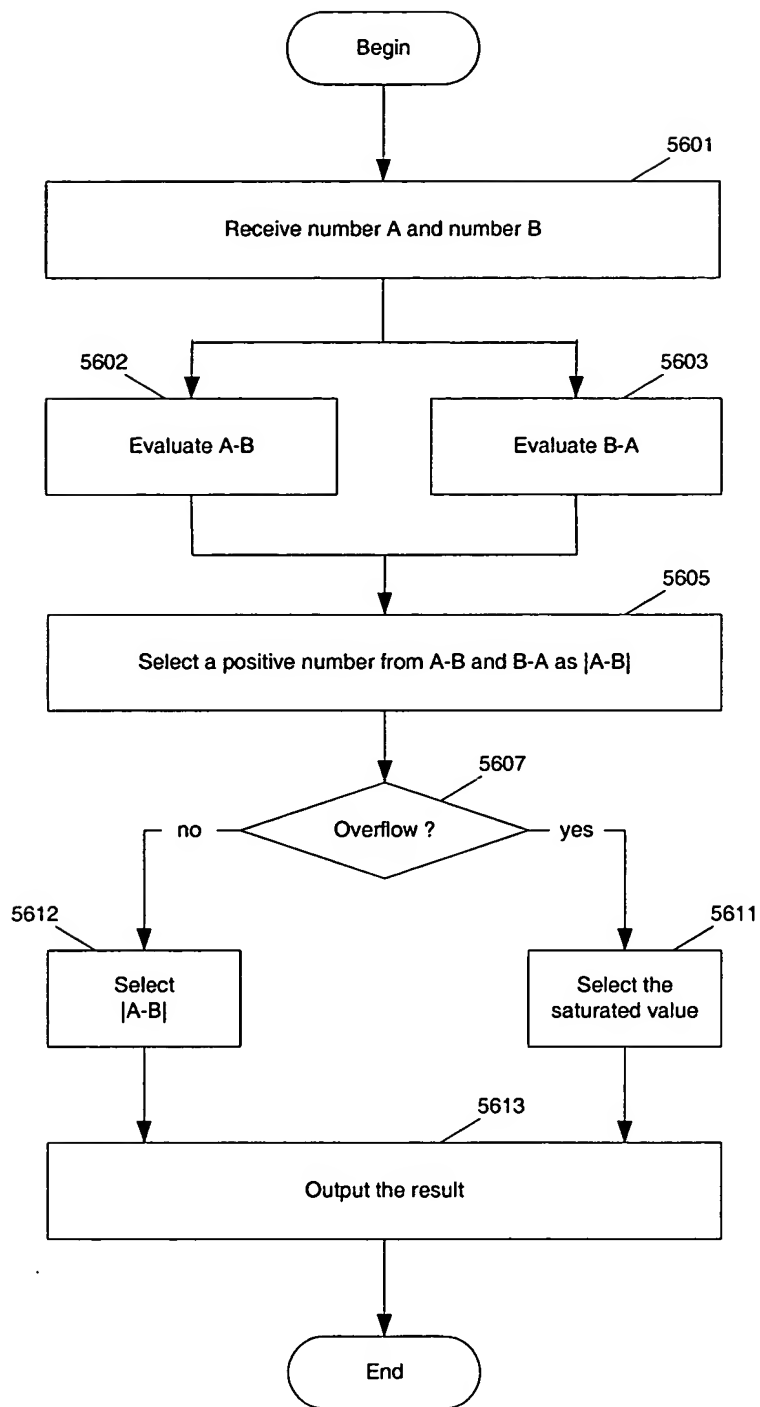 Begin
5601
Receive number A and number B
5602
5603
Evaluate A-B
Evaluate B-A
5605
Select a positive number from A-B and B-A as |A-B|
5607
no
Overflow ?
yes
5612
5611
Select
|A-B|
Select the
saturated value
5613
Output the result
End